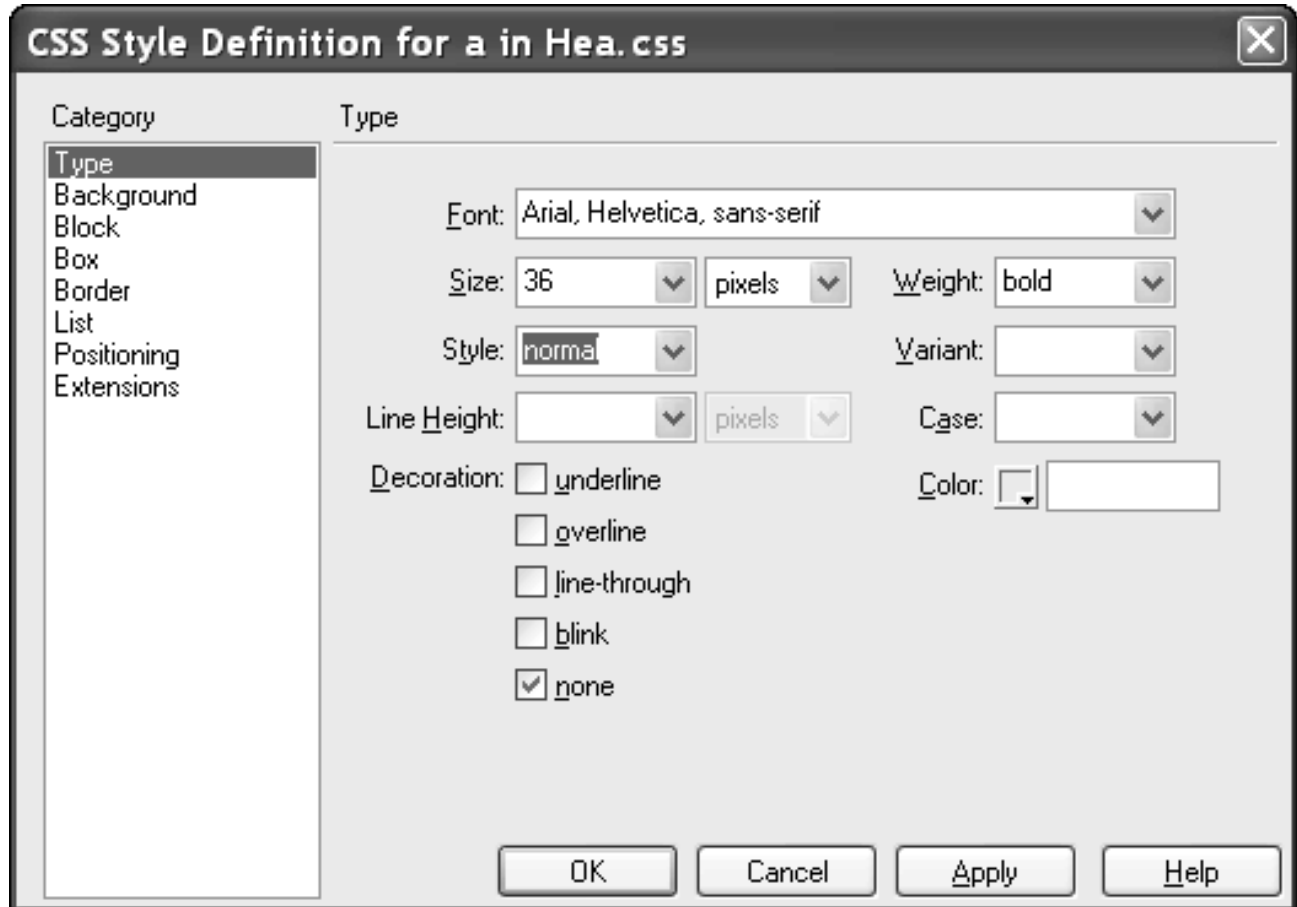 CSS Style Definition for a in Hea.css
Category
Type
Type
Background
Block
Box
Border
List
Positioning
Extensions
Font: Arial, Helvetica, sans-serif
Size: 36 pixels Weight: bold
Style: normal Variant:
Line Height: pixels Case:
Decoration: underline Color:
overline
line-through
blink
none
OK Cancel Apply Help